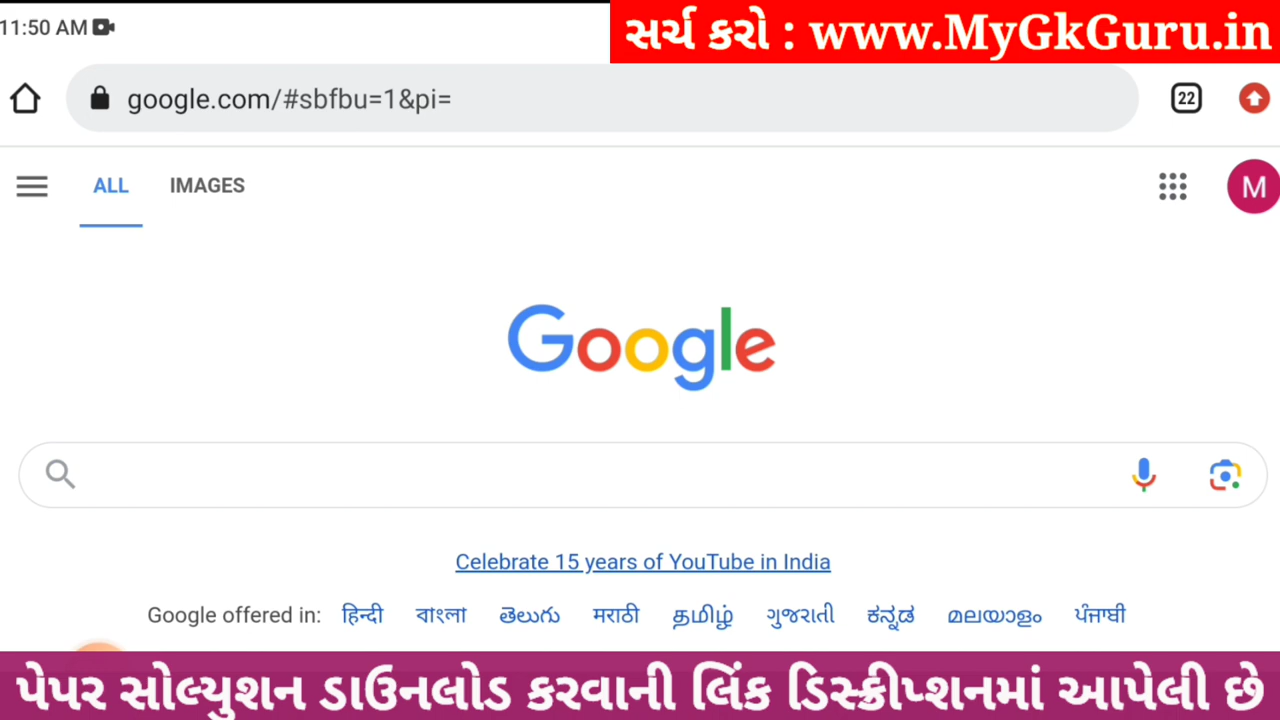 11:50 AM
સર્ચ કરો : www.MyGkGuru.in
google.com/#sbfbu=1&pi=
22
ALL IMAGES
M
Google
Celebrate 15 years of YouTube in India
Google offered in: हिन्दी বাংলা తెలుగు मराठी தமிழ் ગુજરાતી ಕನ್ನಡ മലയാളം ਪੰਜਾਬੀ
પેપર સોલ્યુશન ડાઉનલોડ કરવાની લિંક ડિસ્ક્રીપ્શનમાં આપેલી છે